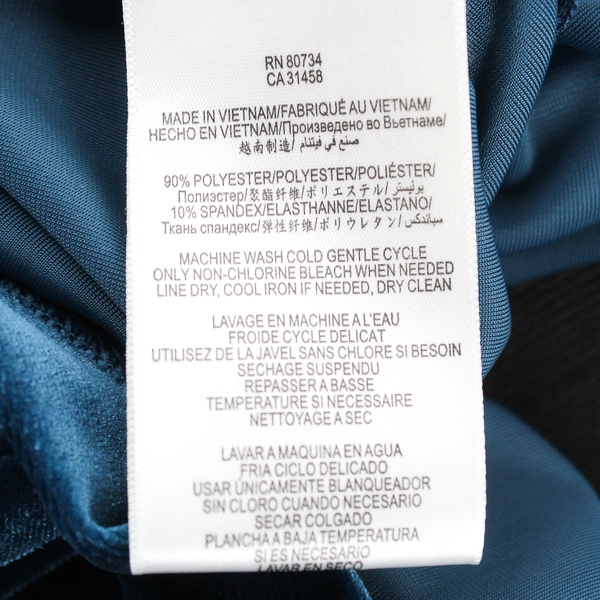 RN 80734
CA 31458
MADE IN VIETNAM/FABRIQUÉ AU VIETNAM/
HECHO EN VIETNAM/Произведено во Вьетнаме/
越南制造/ صنع في فيتنام
90% POLYESTER/POLYESTER/POLIÉSTER/
Полиэстер/聚酯纤维/ポリエステル/ بوليستر
10% SPANDEX/ELASTHANNE/ELASTANO/
Ткань спандекс/弹性纤维/ポリウレタン/ سباندكس
MACHINE WASH COLD GENTLE CYCLE
ONLY NON-CHLORINE BLEACH WHEN NEEDED
LINE DRY, COOL IRON IF NEEDED, DRY CLEAN
LAVAGE EN MACHINE A L'EAU
FROIDE CYCLE DELICAT
UTILISEZ DE LA JAVEL SANS CHLORE SI BESOIN
SECHAGE SUSPENDU
REPASSER A BASSE
TEMPERATURE SI NECESSAIRE
NETTOYAGE A SEC
LAVAR A MAQUINA EN AGUA
FRIA CICLO DELICADO
USAR ÚNICAMENTE BLANQUEADOR
SIN CLORO CUANDO NECESARIO
SECAR COLGADO
PLANCHA A BAJA TEMPERATURA
SI ES NECESARIO
LAVAR EN SECO